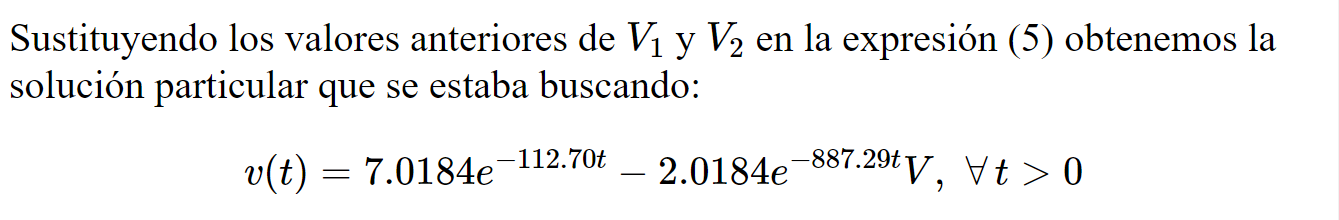 Sustituyendo los valores anteriores de V₁ y V₂ en la expresión (5) obtenemos la
solución particular que se estaba buscando:
v(t) = 7.0184e^{−112.70t} − 2.0184e^{−887.29t}V, ∀ t > 0